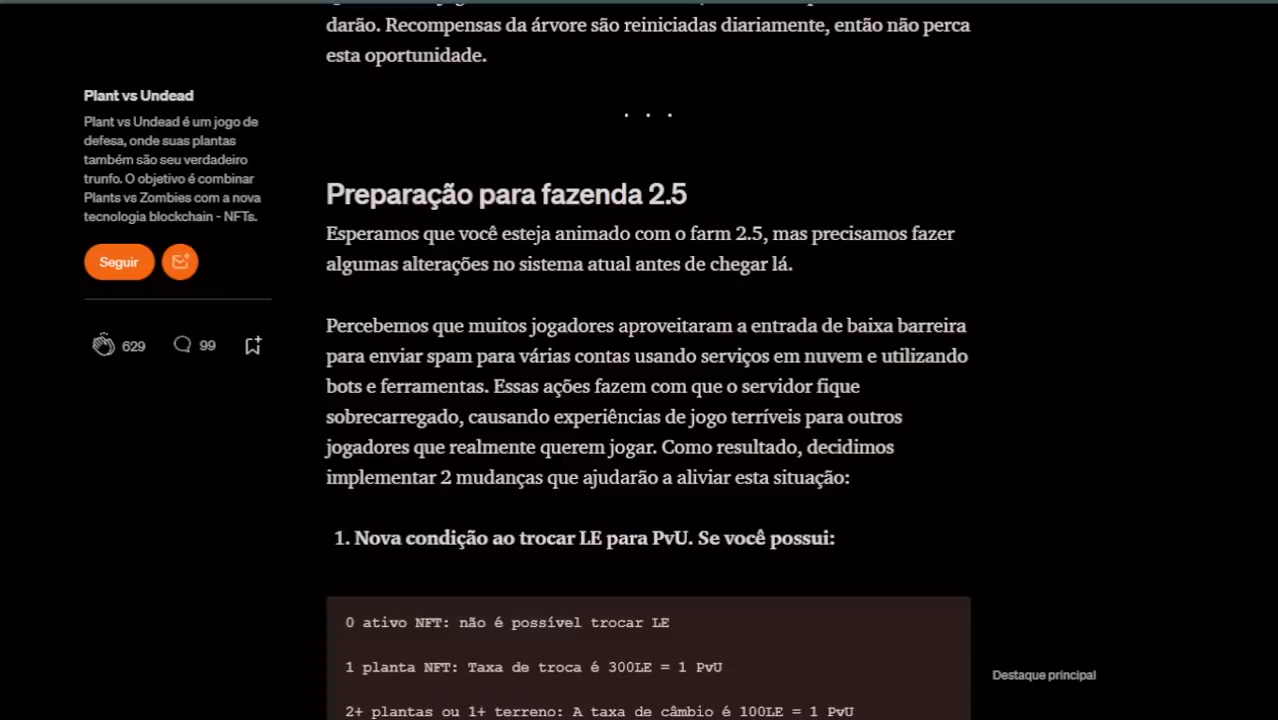 darão. Recompensas da árvore são reiniciadas diariamente, então não perca
esta oportunidade.
Plant vs Undead
Plant vs Undead é um jogo de
defesa, onde suas plantas
também são seu verdadeiro
trunfo. O objetivo é combinar
Plants vs Zombies com a nova
tecnologia blockchain - NFTs.
Seguir
629
99
. . .
Preparação para fazenda 2.5
Esperamos que você esteja animado com o farm 2.5, mas precisamos fazer
algumas alterações no sistema atual antes de chegar lá.
Percebemos que muitos jogadores aproveitaram a entrada de baixa barreira
para enviar spam para várias contas usando serviços em nuvem e utilizando
bots e ferramentas. Essas ações fazem com que o servidor fique
sobrecarregado, causando experiências de jogo terríveis para outros
jogadores que realmente querem jogar. Como resultado, decidimos
implementar 2 mudanças que ajudarão a aliviar esta situação:
1. Nova condição ao trocar LE para PvU. Se você possui:
0 ativo NFT: não é possível trocar LE
1 planta NFT: Taxa de troca é 300LE = 1 PvU
2+ plantas ou 1+ terreno: A taxa de câmbio é 100LE = 1 PvU
Destaque principal